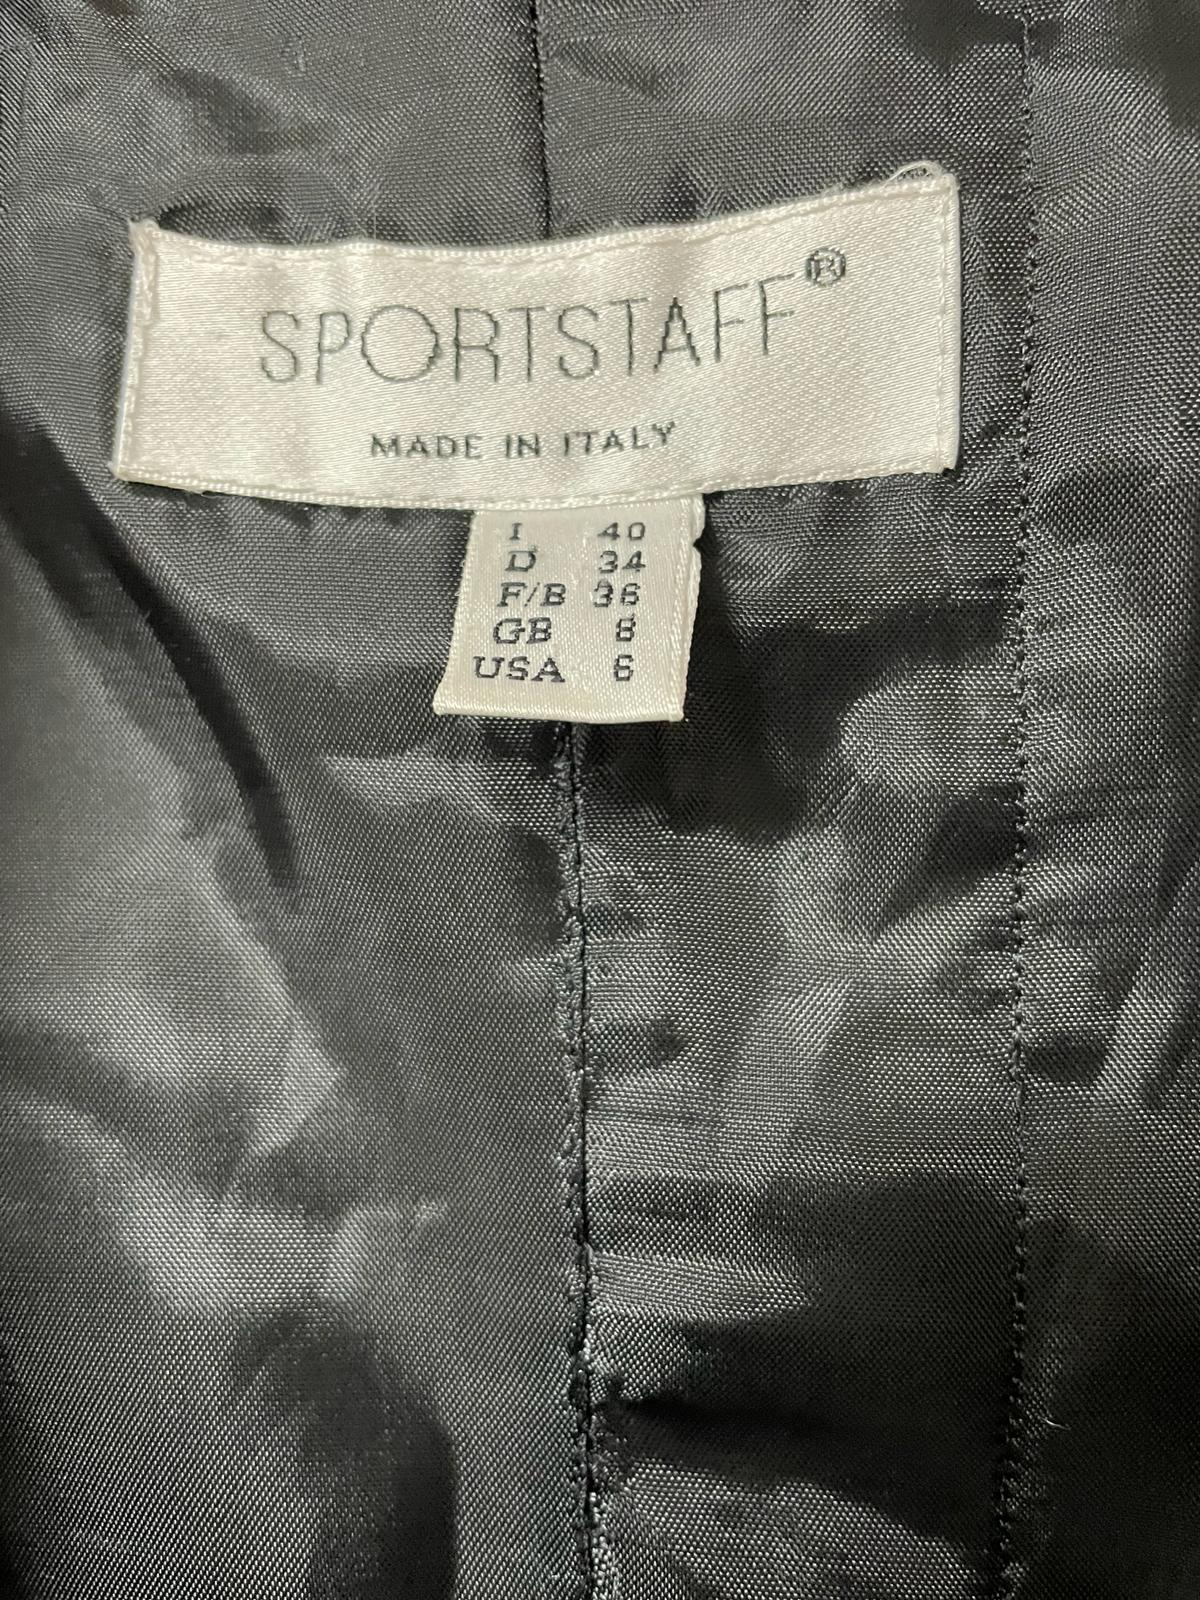 SPORTSTAFF®
MADE IN ITALY
I 40
D 34
F/B 36
GB 8
USA 6